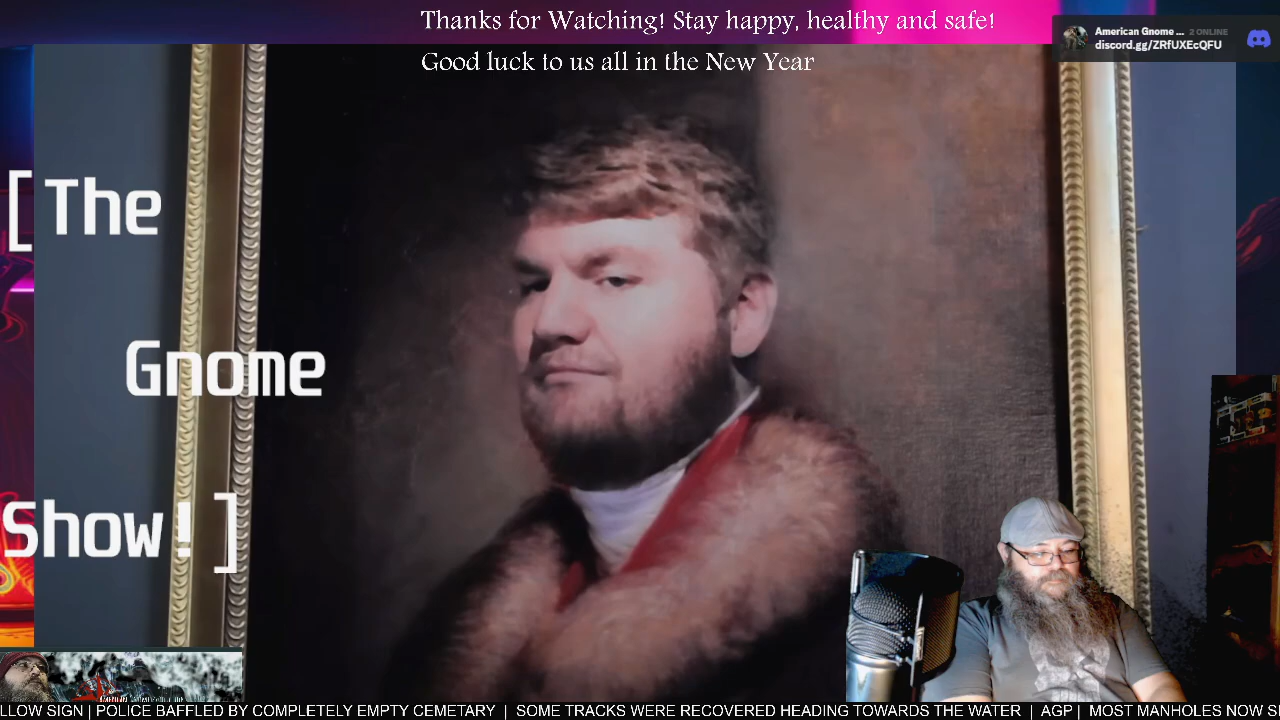 Thanks for Watching! Stay happy, healthy and safe!
Good luck to us all in the New Year
American Gnome ... 2 ONLINE
discord.gg/ZRfUXEcQFU
[The
Gnome
Show! ]
LLOW SIGN | POLICE BAFFLED BY COMPLETELY EMPTY CEMETARY | SOME TRACKS WERE RECOVERED HEADING TOWARDS THE WATER | AGP | MOST MANHOLES NOW S